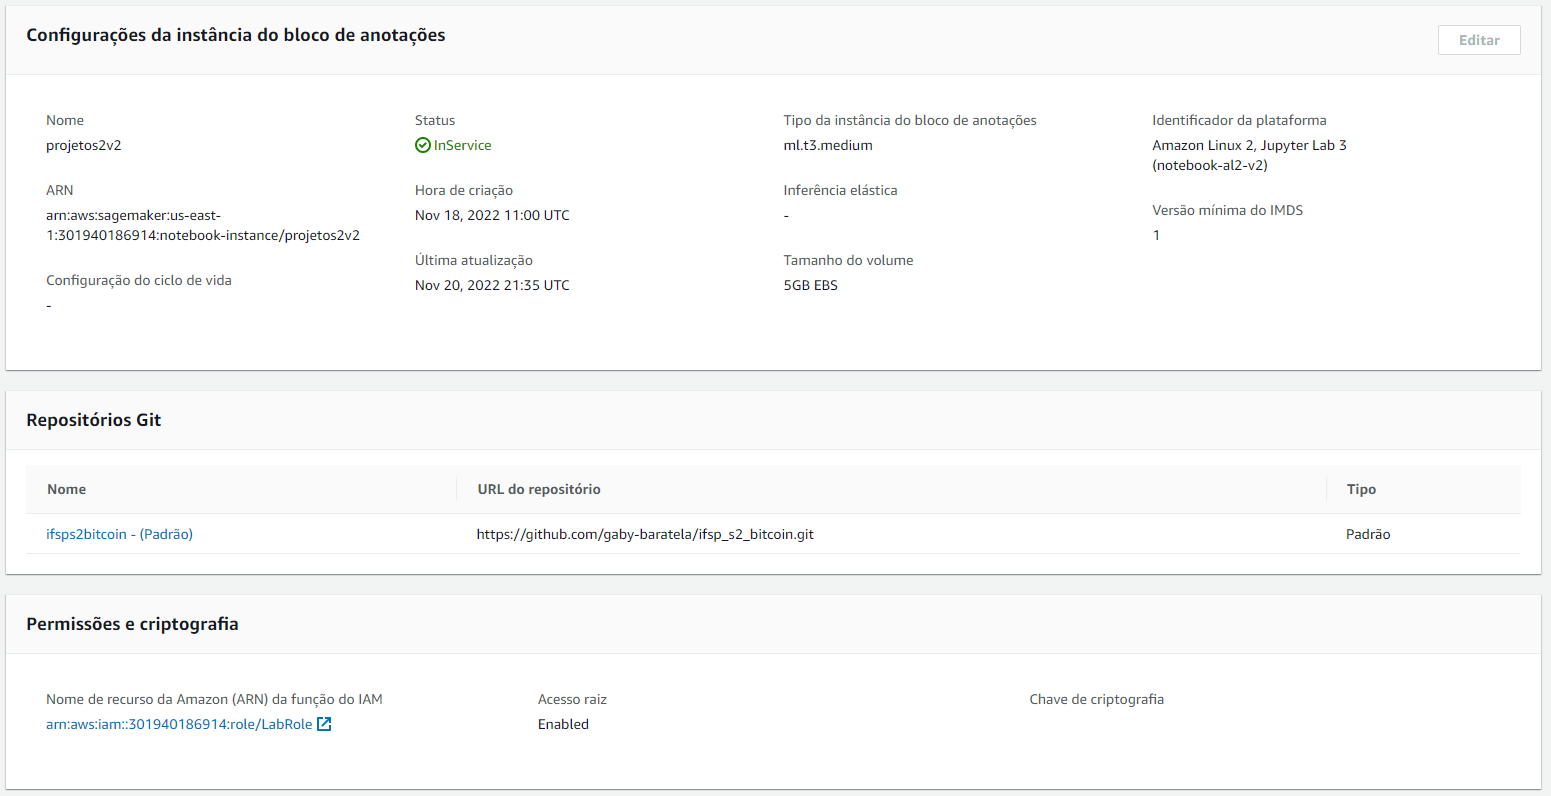 Configurações da instância do bloco de anotações
Editar
Nome
projetos2v2
ARN
arn:aws:sagemaker:us-east-
1:301940186914:notebook-instance/projetos2v2
Configuração do ciclo de vida
-
Status
InService
Hora de criação
Nov 18, 2022 11:00 UTC
Última atualização
Nov 20, 2022 21:35 UTC
Tipo da instância do bloco de anotações
ml.t3.medium
Inferência elástica
-
Tamanho do volume
5GB EBS
Identificador da plataforma
Amazon Linux 2, Jupyter Lab 3
(notebook-al2-v2)
Versão mínima do IMDS
1
Repositórios Git
Nome URL do repositório Tipo
ifsps2bitcoin - (Padrão) https://github.com/gaby-baratela/ifsp_s2_bitcoin.git Padrão
Permissões e criptografia
Nome de recurso da Amazon (ARN) da função do IAM
arn:aws:iam::301940186914:role/LabRole
Acesso raiz
Enabled
Chave de criptografia